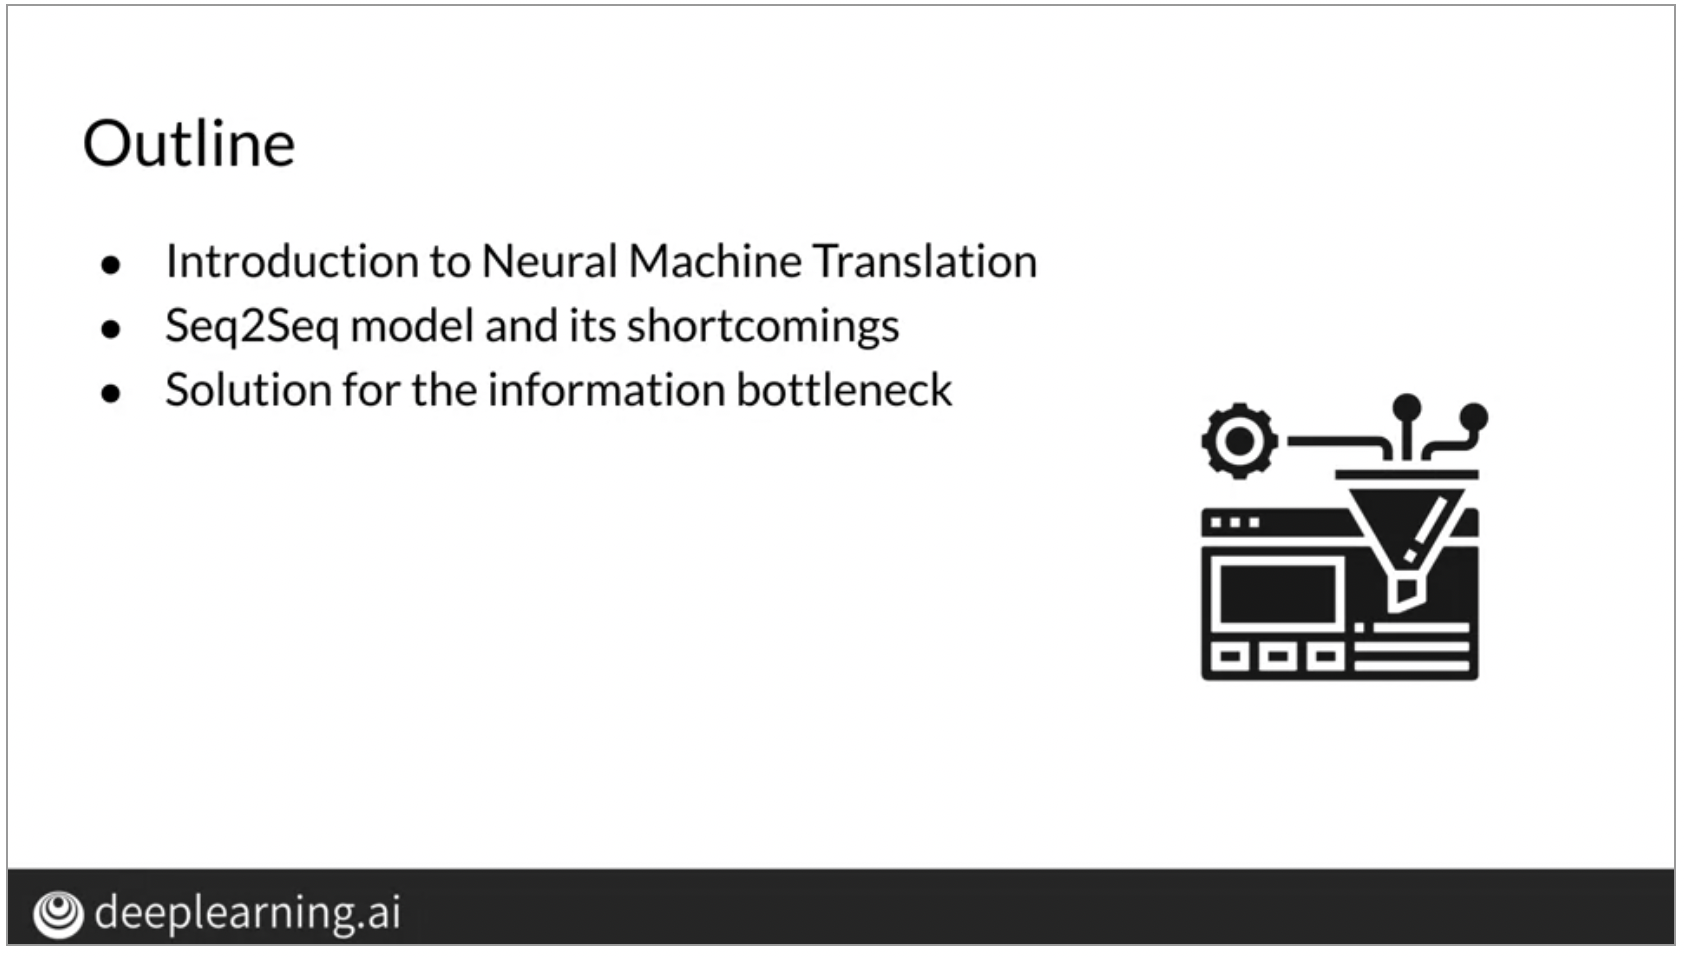 Outline
● Introduction to Neural Machine Translation
● Seq2Seq model and its shortcomings
● Solution for the information bottleneck
deeplearning.ai